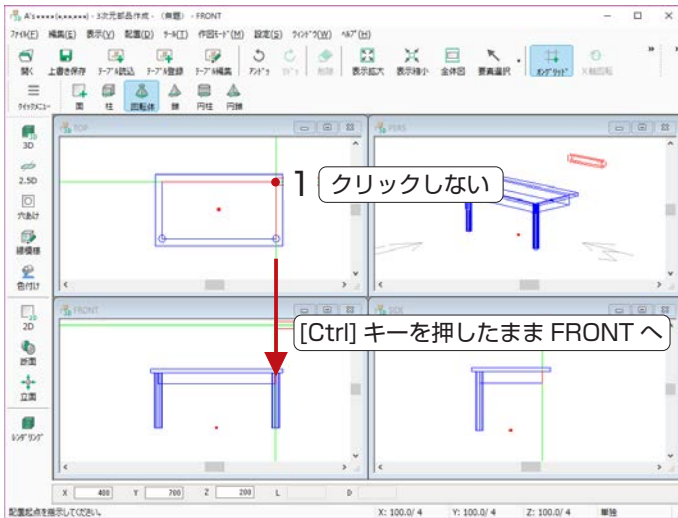 A's★★★★(★,★★,★★★) - 3次元部品作成 - （無題） - FRONT
ファイル(F) 編集(E) 表示(V) 配置(D) ツール(T) 作図モード(M) 設定(S) ウインドウ(W) ヘルプ(H)
開く 上書き保存 テーブル読込 テーブル登録 テーブル編集 アンドゥ リドゥ 削除 表示拡大 表示縮小 全体図 要素選択 オングリッド X軸回転
クイックメニュー 面 柱 回転体 錐 円柱 円錐
3D
2.5D
穴あけ
線模様
色付け
2D
断面
立面
レンダリング
TOP
PERS
1 クリックしない
FRONT
[Ctrl] キーを押したまま FRONT へ
X 400 Y 700 Z 200 L D
配置起点を指示してください。 X: 100.0/ 4 Y: 100.0/ 4 Z: 100.0/ 4 単独